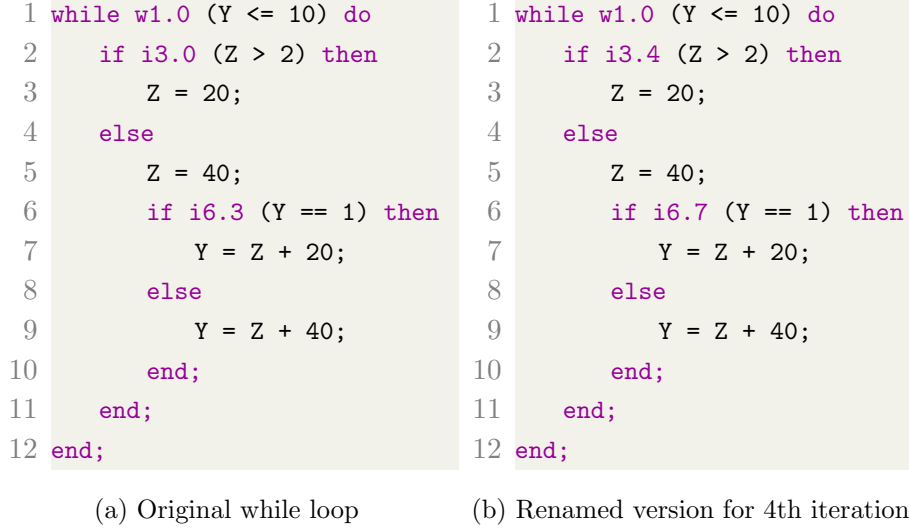 1 while w1.0 (Y <= 10) do
2 if i3.0 (Z > 2) then
3 Z = 20;
4 else
5 Z = 40;
6 if i6.3 (Y == 1) then
7 Y = Z + 20;
8 else
9 Y = Z + 40;
10 end;
11 end;
12 end;
(a) Original while loop
1 while w1.0 (Y <= 10) do
2 if i3.4 (Z > 2) then
3 Z = 20;
4 else
5 Z = 40;
6 if i6.7 (Y == 1) then
7 Y = Z + 20;
8 else
9 Y = Z + 40;
10 end;
11 end;
12 end;
(b) Renamed version for 4th iteration